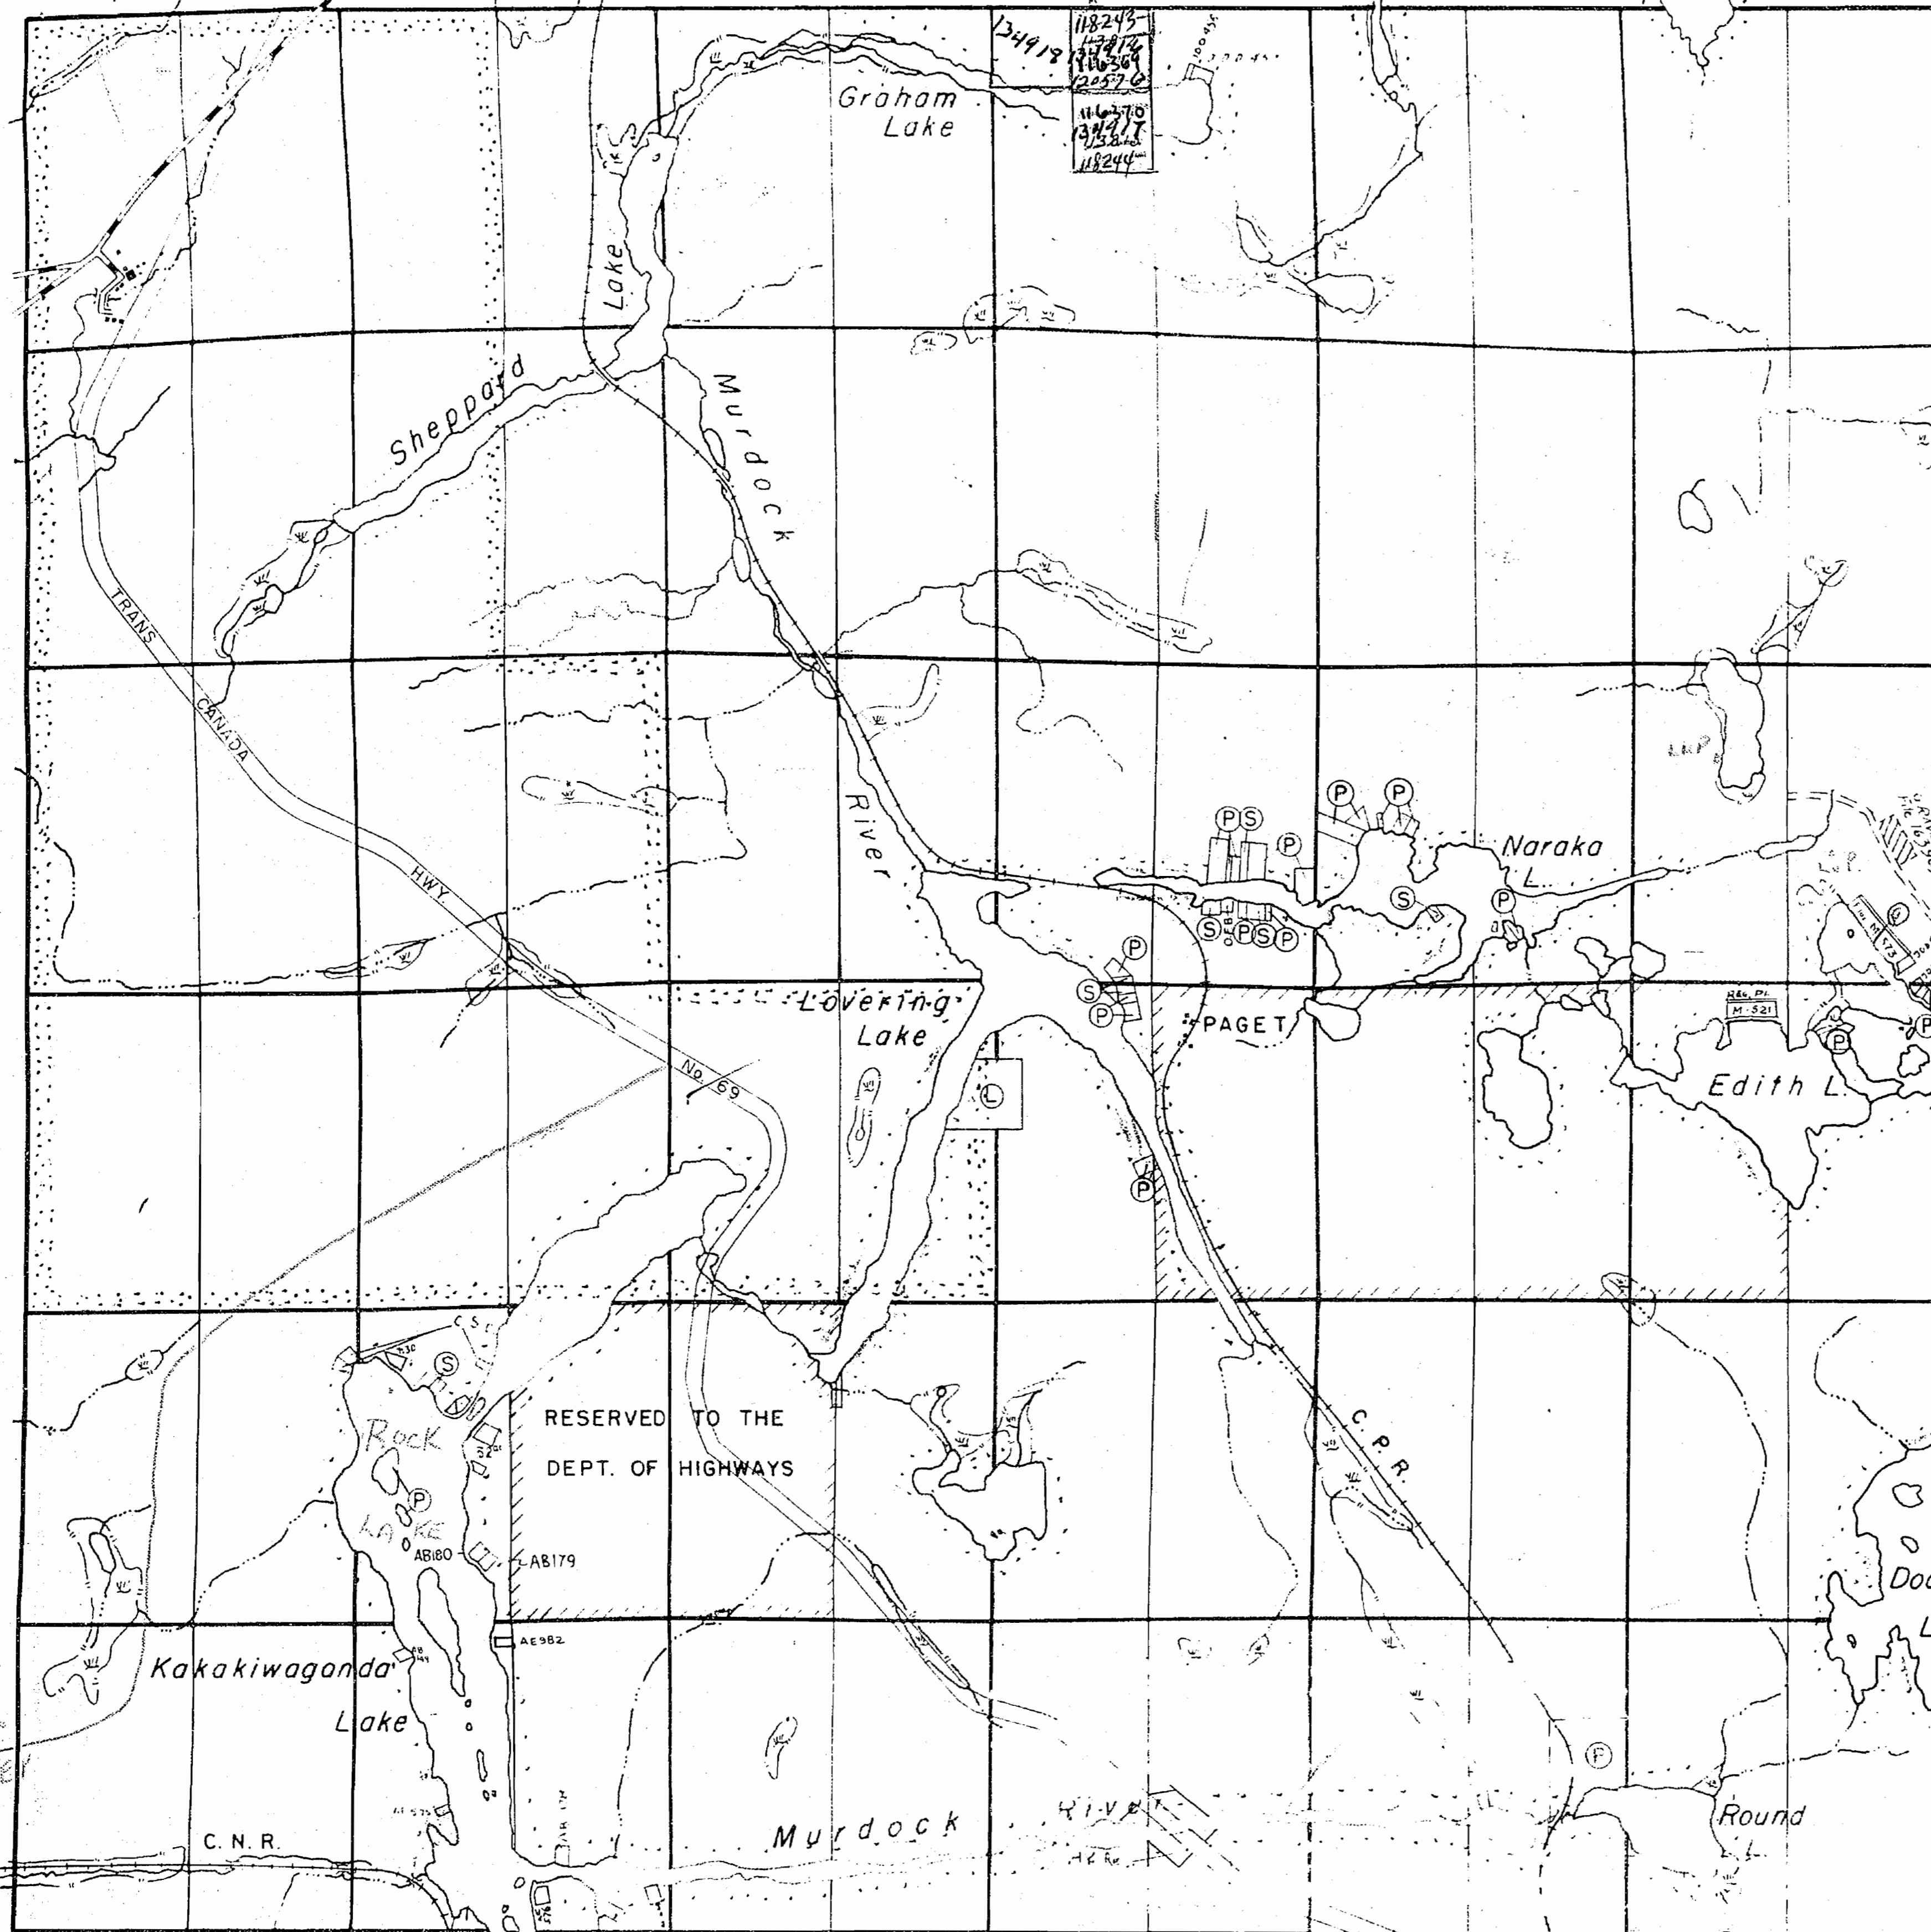 134918
118243
116369
120576
Graham
Lake
116370
134917
118244
Lake
Sheppard
Murdock
TRANS
CANADA
HWY.
No. 69
River
P S
P
P
P
Naraka
L.
S
P
S
P S P
P
S
P
Lovering
Lake
PAGET
REG. PL.
M-521
P
Edith L.
L
P
S
Rock
P
LAKE
AB180
AB179
RESERVED TO THE
DEPT. OF HIGHWAYS
C. P. R.
AE982
Kakakiwaganda
Lake
P
Round
L.
Murdock
River
C. N. R.